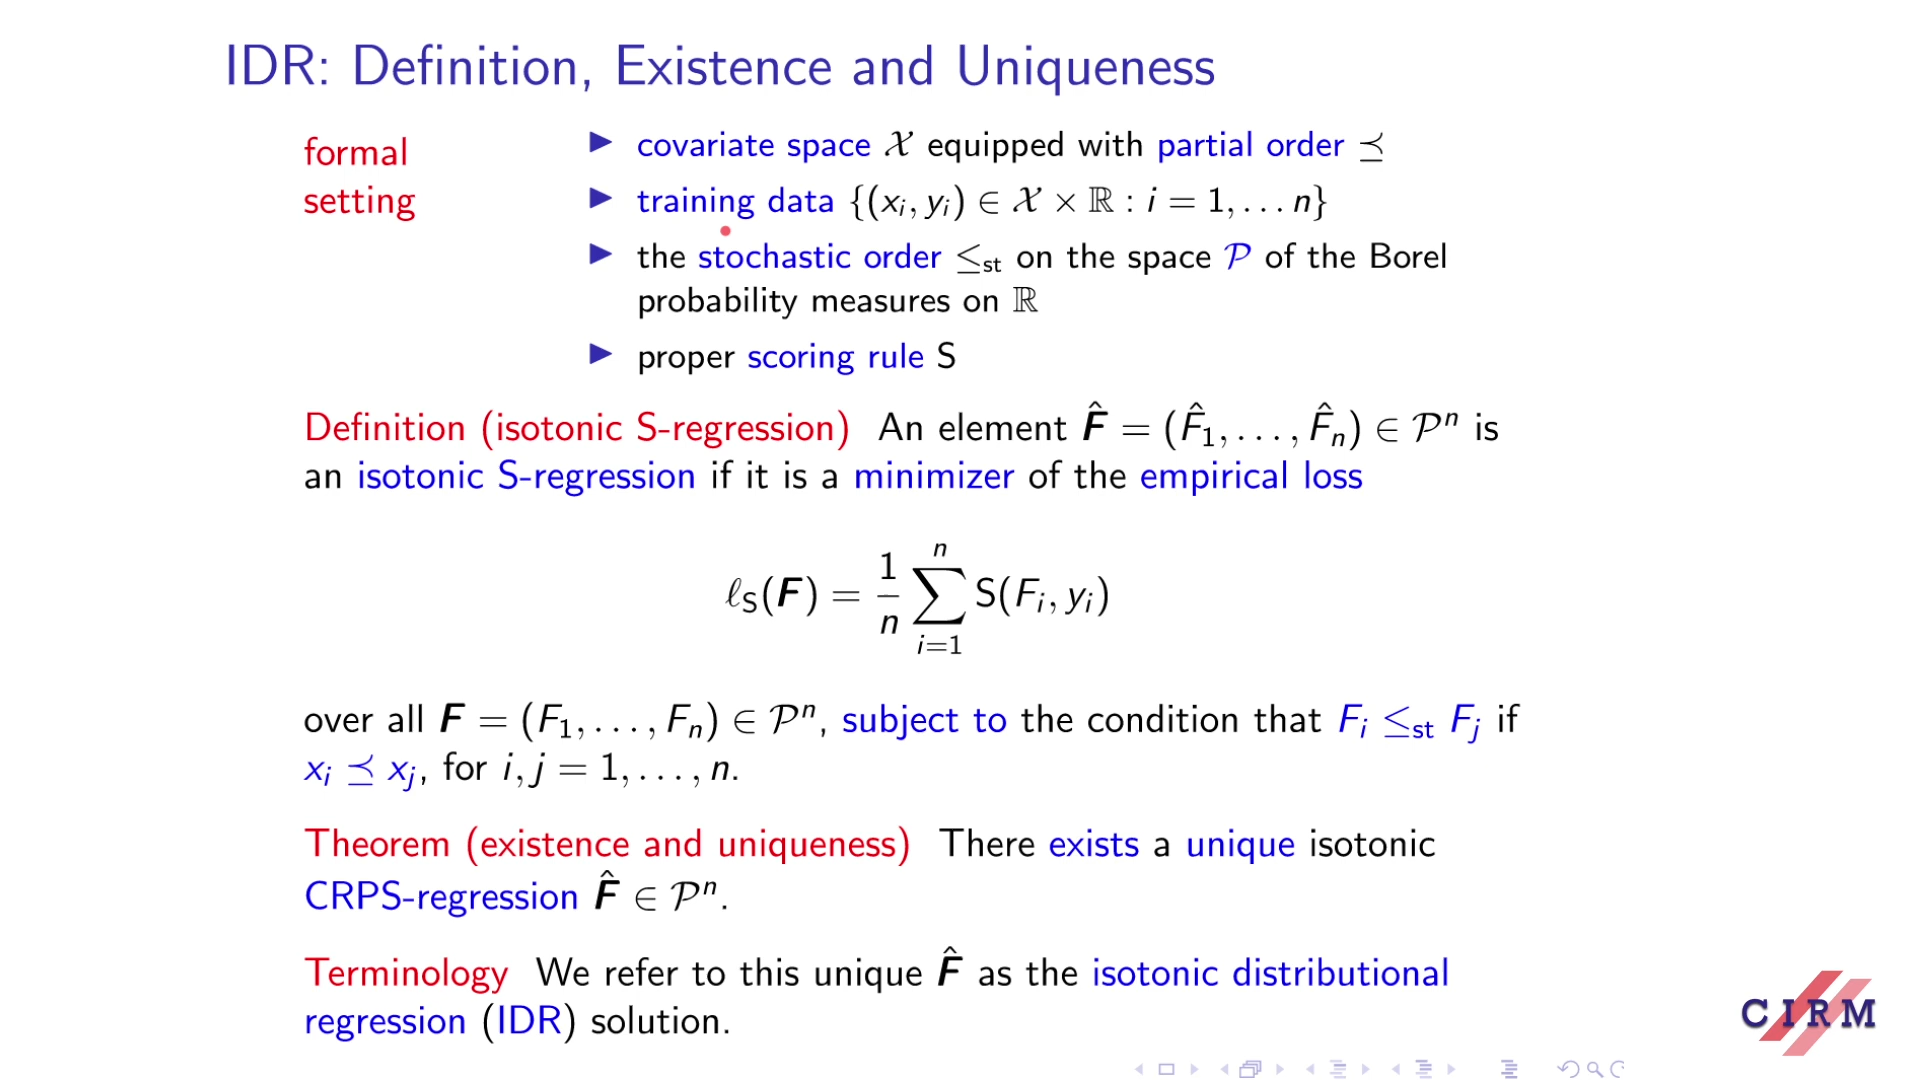 IDR: Definition, Existence and Uniqueness
formal
setting
▶ covariate space 𝒳 equipped with partial order ⪯
▶ training data {(xᵢ, yᵢ) ∈ 𝒳 × ℝ : i = 1, . . . n}
▶ the stochastic order ≤st on the space 𝒫 of the Borel
probability measures on ℝ
▶ proper scoring rule S
Definition (isotonic S-regression) An element F̂ = (F̂₁, . . . , F̂ₙ) ∈ 𝒫ⁿ is
an isotonic S-regression if it is a minimizer of the empirical loss
ℓS(F) = 1/n ∑ᵢ₌₁ⁿ S(Fᵢ, yᵢ)
over all F = (F₁, . . . , Fₙ) ∈ 𝒫ⁿ, subject to the condition that Fᵢ ≤st Fⱼ if
xᵢ ⪯ xⱼ, for i, j = 1, . . . , n.
Theorem (existence and uniqueness) There exists a unique isotonic
CRPS-regression F̂ ∈ 𝒫ⁿ.
Terminology We refer to this unique F̂ as the isotonic distributional
regression (IDR) solution.
CIRM